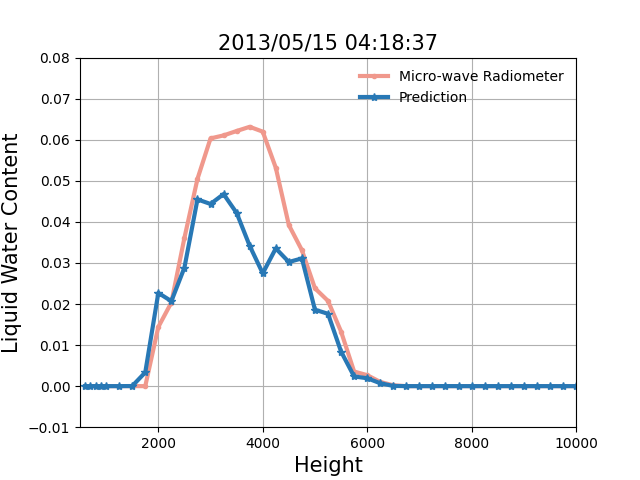 2013/05/15 04:18:37
Micro-wave Radiometer
Prediction
Liquid Water Content
0.08
0.07
0.06
0.05
0.04
0.03
0.02
0.01
0.00
−0.01
2000 4000 6000 8000 10000
Height